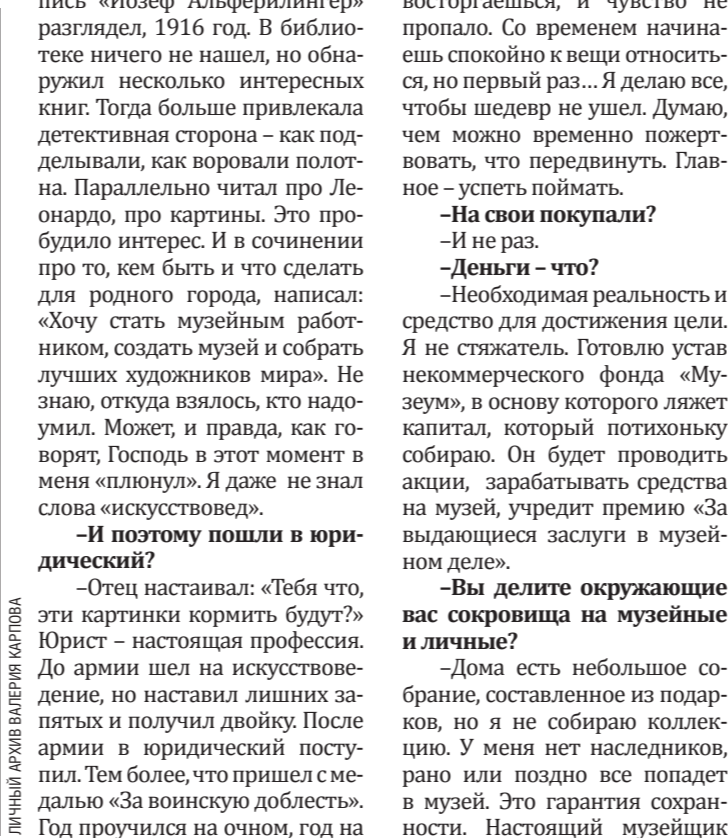 пись «Иозеф Альферилингер»
разглядел, 1916 год. В библио-
теке ничего не нашел, но обна-
ружил несколько интересных
книг. Тогда больше привлекала
детективная сторона – как под-
делывали, как воровали полот-
на. Параллельно читал про Ле-
онардо, про картины. Это про-
будило интерес. И в сочинении
про то, кем быть и что сделать
для родного города, написал:
«Хочу стать музейным работ-
ником, создать музей и собрать
лучших художников мира». Не
знаю, откуда взялось, кто надо-
умил. Может, и правда, как го-
ворят, Господь в этот момент в
меня «плюнул». Я даже не знал
слова «искусствовед».
–И поэтому пошли в юри-
дический?
–Отец настаивал: «Тебя что,
эти картинки кормить будут?»
Юрист – настоящая профессия.
До армии шел на искусствове-
дение, но наставил лишних за-
пятых и получил двойку. После
армии в юридический посту-
пил. Тем более, что пришел с ме-
далью «За воинскую доблесть».
Год проучился на очном, год на
восторгаешься, и чувство не
пропало. Со временем начина-
ешь спокойно к вещи относить-
ся, но первый раз… Я делаю все,
чтобы шедевр не ушел. Думаю,
чем можно временно пожерт-
вовать, что передвинуть. Глав-
ное – успеть поймать.
–На свои покупали?
–И не раз.
–Деньги – что?
–Необходимая реальность и
средство для достижения цели.
Я не стяжатель. Готовлю устав
некоммерческого фонда «Му-
зеум», в основу которого ляжет
капитал, который потихоньку
собираю. Он будет проводить
акции, зарабатывать средства
на музей, учредит премию «За
выдающиеся заслуги в музей-
ном деле».
–Вы делите окружающие
вас сокровища на музейные
и личные?
–Дома есть небольшое со-
брание, составленное из подар-
ков, но я не собираю коллек-
цию. У меня нет наследников,
рано или поздно все попадет
в музей. Это гарантия сохран-
ности. Настоящий музейщик
ЛИЧНЫЙ АРХИВ ВАЛЕРИЯ КАРПОВА